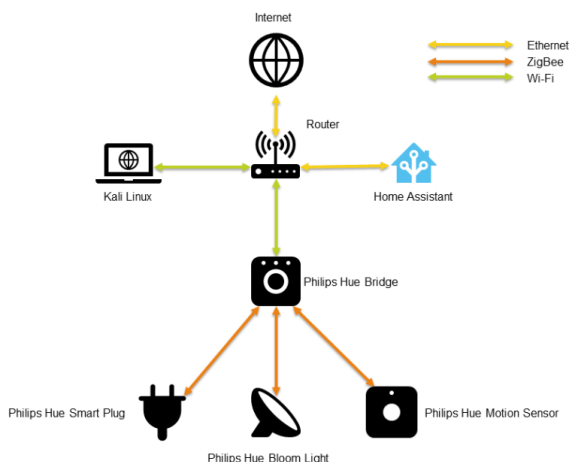 Internet
Ethernet
ZigBee
Wi-Fi
Router
Kali Linux
Home Assistant
Philips Hue Bridge
Philips Hue Smart Plug
Philips Hue Motion Sensor
Philips Hue Bloom Light